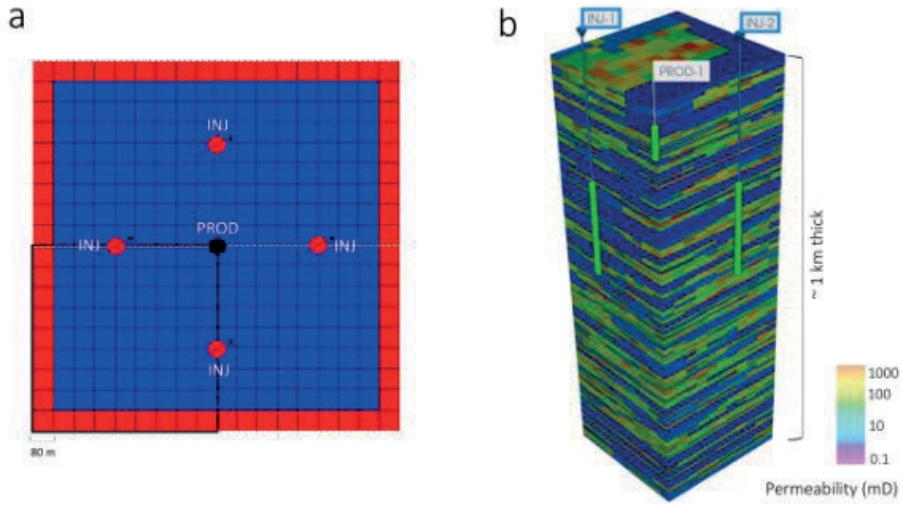 a
INJ
PROD
INJ
INJ
INJ
80 m
b
INJ-1
INJ-2
PROD-1
~ 1 km thick
1000
100
10
0.1
Permeability (mD)